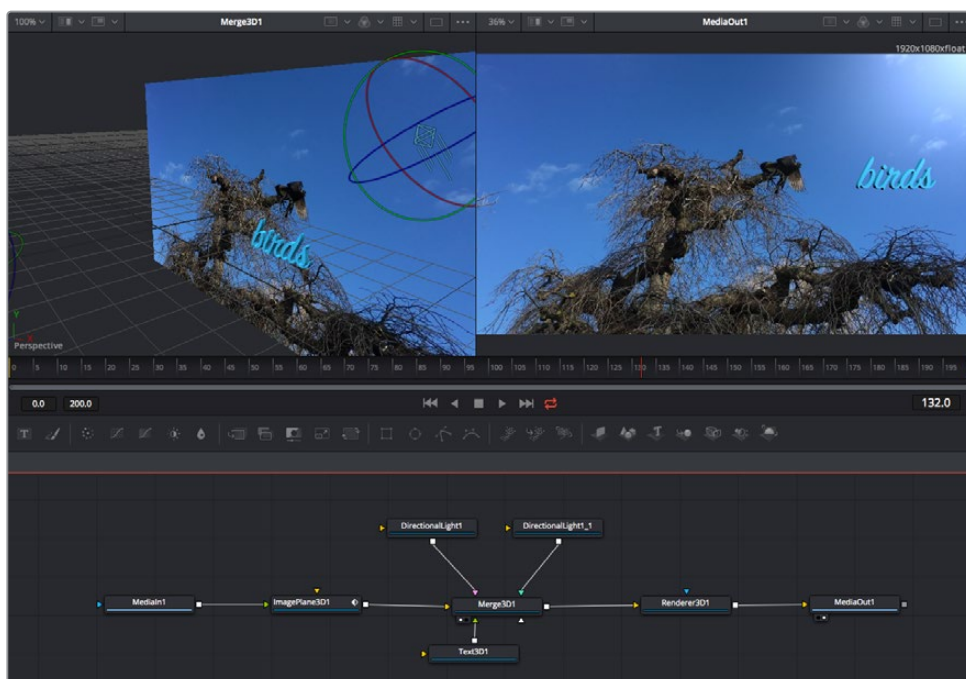 100% Merge3D1
36% MediaOut1
1920x1080xfloat
birds
birds
Y
X
Perspective
0 5 10 15 20 25 30 35 40 45 50 55 60 65 70 75 80 85 90 95 100 105 110 115 120 125 130 135 140 145 150 155 160 165 170 175 180 185 190 195
0.0 200.0 132.0
T
DirectionalLight1 DirectionalLight1_1
MediaIn1 ImagePlane3D1 Merge3D1 Renderer3D1 MediaOut1
Text3D1